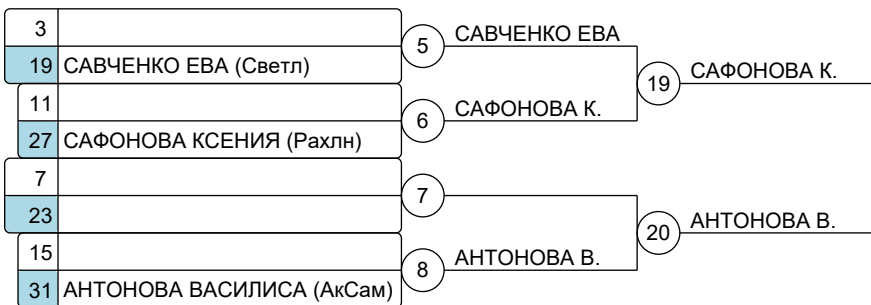 3
5 САВЧЕНКО ЕВА
19 САВЧЕНКО ЕВА (Светл)
19 САФОНОВА К.
11
6 САФОНОВА К.
27 САФОНОВА КСЕНИЯ (Рахлн)
7
7
23
20 АНТОНОВА В.
15
8 АНТОНОВА В.
31 АНТОНОВА ВАСИЛИСА (АкСам)